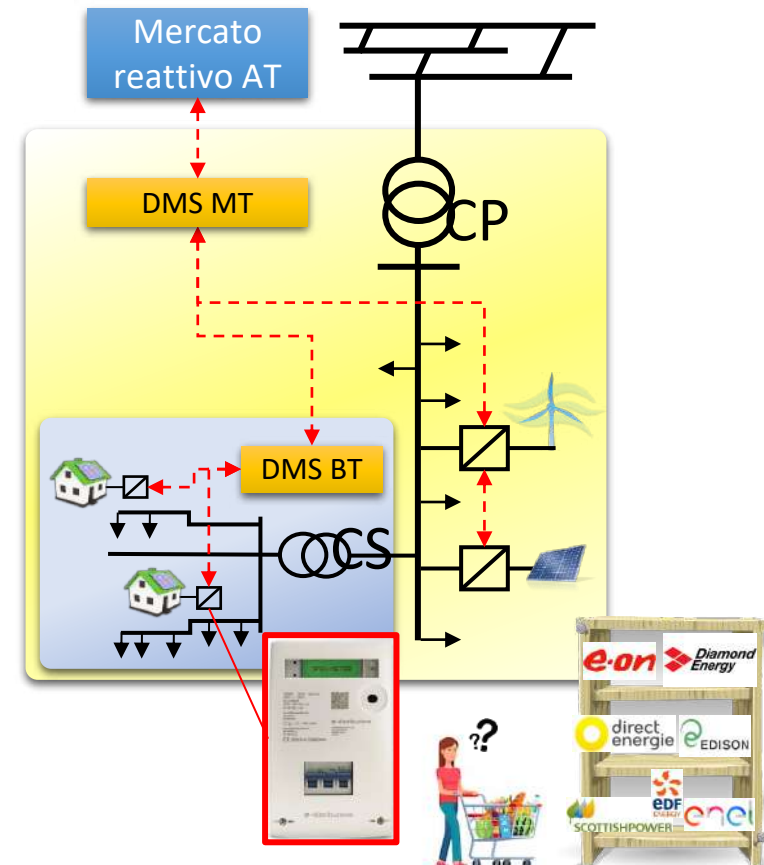 Mercato
reattivo AT
DMS MT
CP
DMS BT
CS
e·on
Diamond
Energy
direct
energie
EDISON
??
EDF
ENERGY
SCOTTISHPOWER
enel
e-distribuzione